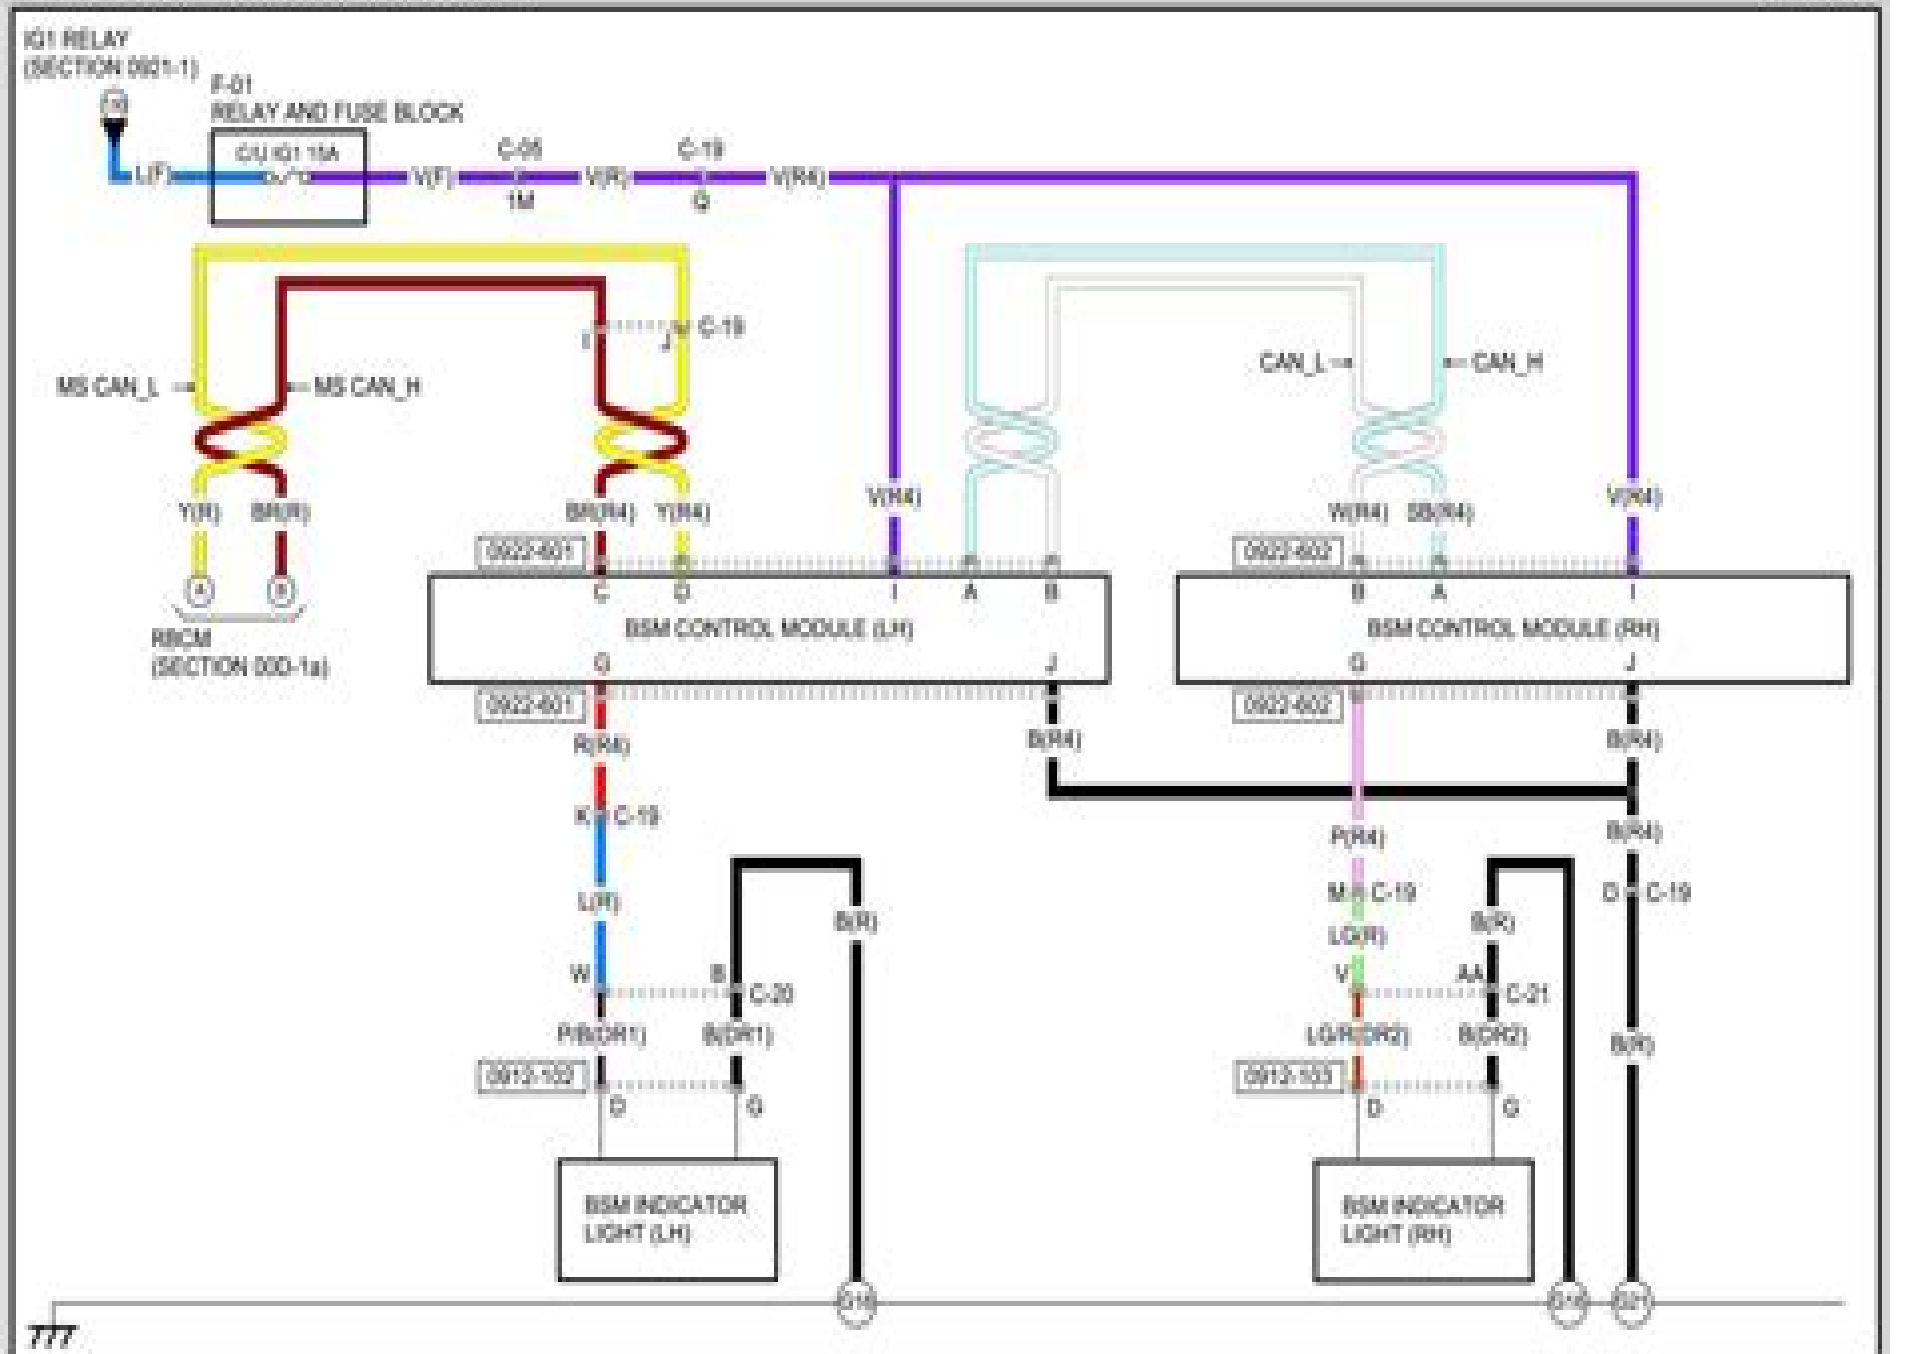 IG1 RELAY
(SECTION 0921-1)
F-01
RELAY AND FUSE BLOCK
C/U IG1 15A
L(F)
V(F)
C-05
1M
V(R)
C-19
Q
V(R4)
I
J
C-19
MS CAN_L
MS CAN_H
CAN_L
CAN_H
Y(R)
BR(R)
BR(R4)
Y(R4)
V(R4)
W(R4)
SB(R4)
V(R4)
0922-601
0922-602
A
B
C
D
I
A
B
B
A
I
RBCM
(SECTION 00D-1a)
BSM CONTROL MODULE (LH)
BSM CONTROL MODULE (RH)
G
J
G
J
0922-601
0922-602
R(R4)
B(R4)
B(R4)
K
C-19
P(R4)
B(R4)
L(R)
B(R)
M
C-19
D
C-19
LG(R)
B(R)
W
B
C-20
V
AA
C-21
P/B(DR1)
B(DR1)
LG/R(DR2)
B(DR2)
B(R)
0912-102
0912-103
D
G
D
G
BSM INDICATOR
LIGHT (LH)
BSM INDICATOR
LIGHT (RH)